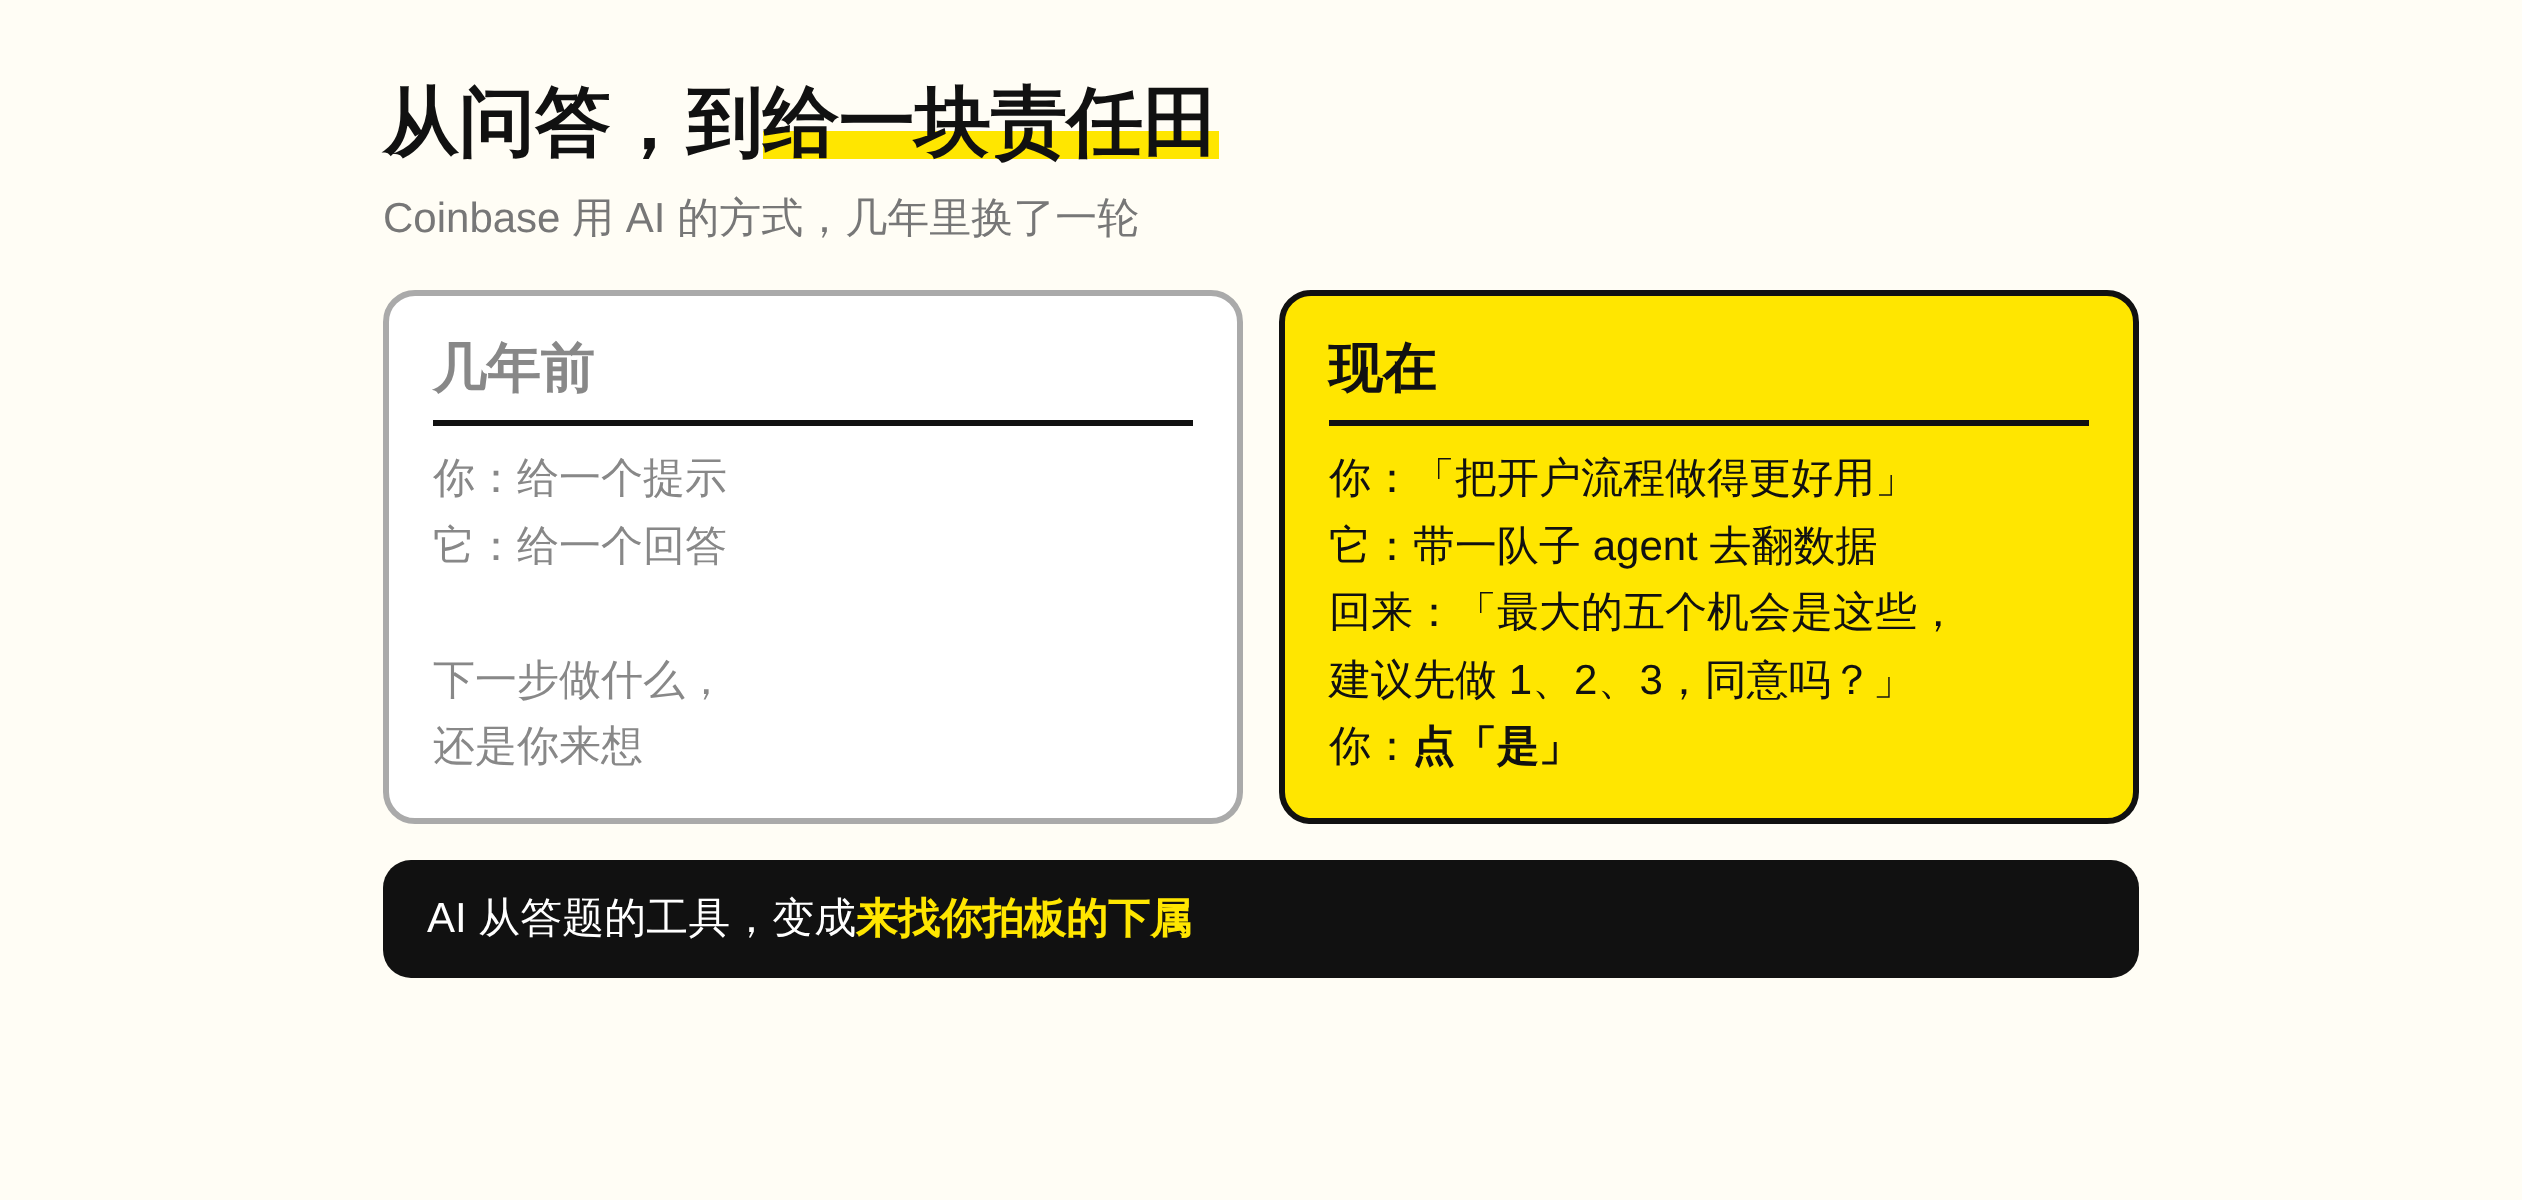 从问答，到给一块责任田
Coinbase 用 AI 的方式，几年里换了一轮
几年前
你：给一个提示
它：给一个回答
下一步做什么，
还是你来想
现在
你：「把开户流程做得更好用」
它：带一队子 agent 去翻数据
回来：「最大的五个机会是这些，
建议先做 1、2、3，同意吗？」
你：点「是」
AI 从答题的工具，变成来找你拍板的下属